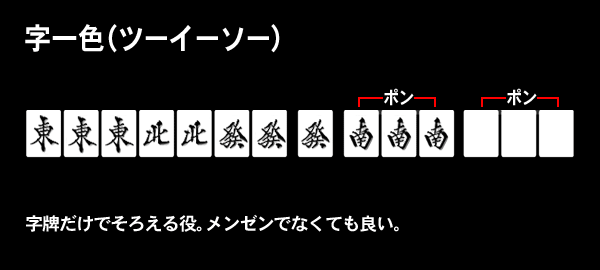 字一色(ツーイーソー)
ポン ポン
東東東北北發發發南南南
字牌だけでそろえる役。メンゼンでなくても良い。